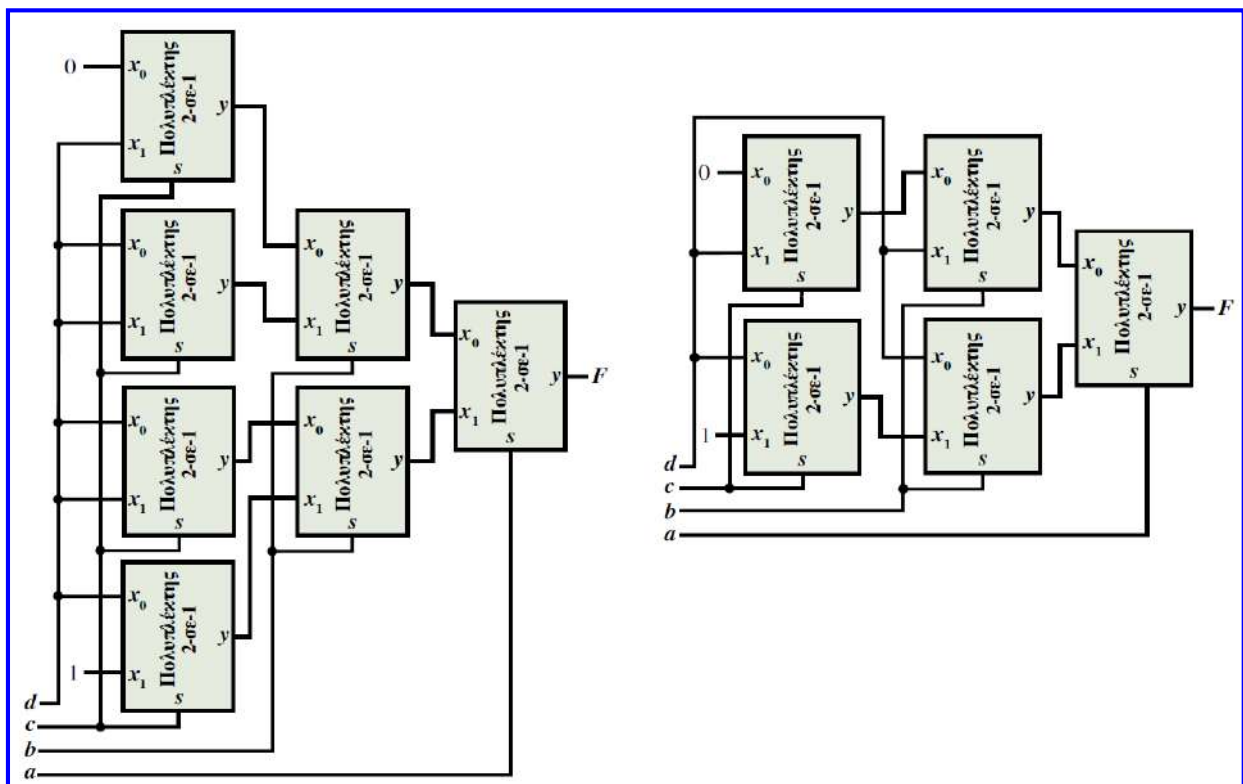 0
x₀
x₁
s
y
Πολυπλέκτης
2-σε-1
x₀
x₁
s
y
Πολυπλέκτης
2-σε-1
x₀
x₁
s
y
Πολυπλέκτης
2-σε-1
x₀
1
x₁
s
y
Πολυπλέκτης
2-σε-1
x₀
x₁
s
y
Πολυπλέκτης
2-σε-1
x₀
x₁
s
y
Πολυπλέκτης
2-σε-1
x₀
x₁
s
y
Πολυπλέκτης
2-σε-1
F
d
c
b
a
0
x₀
x₁
s
y
Πολυπλέκτης
2-σε-1
x₀
1
x₁
s
y
Πολυπλέκτης
2-σε-1
x₀
x₁
s
y
Πολυπλέκτης
2-σε-1
x₀
x₁
s
y
Πολυπλέκτης
2-σε-1
x₀
x₁
s
y
Πολυπλέκτης
2-σε-1
F
d
c
b
a